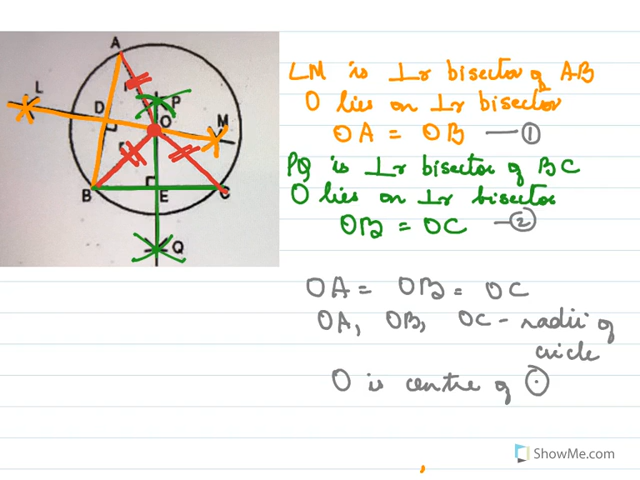 A
L
r
P
D
O
M
r
B
E
C
Q
LM is ⊥r bisector of AB
O lies on ⊥r bisector
OA = OB — ①
PQ is ⊥r bisector of BC
O lies on ⊥r bisector
OB = OC — ②
OA = OB = OC
OA, OB, OC - radii of
circle
O is centre of ⊙
ShowMe.com